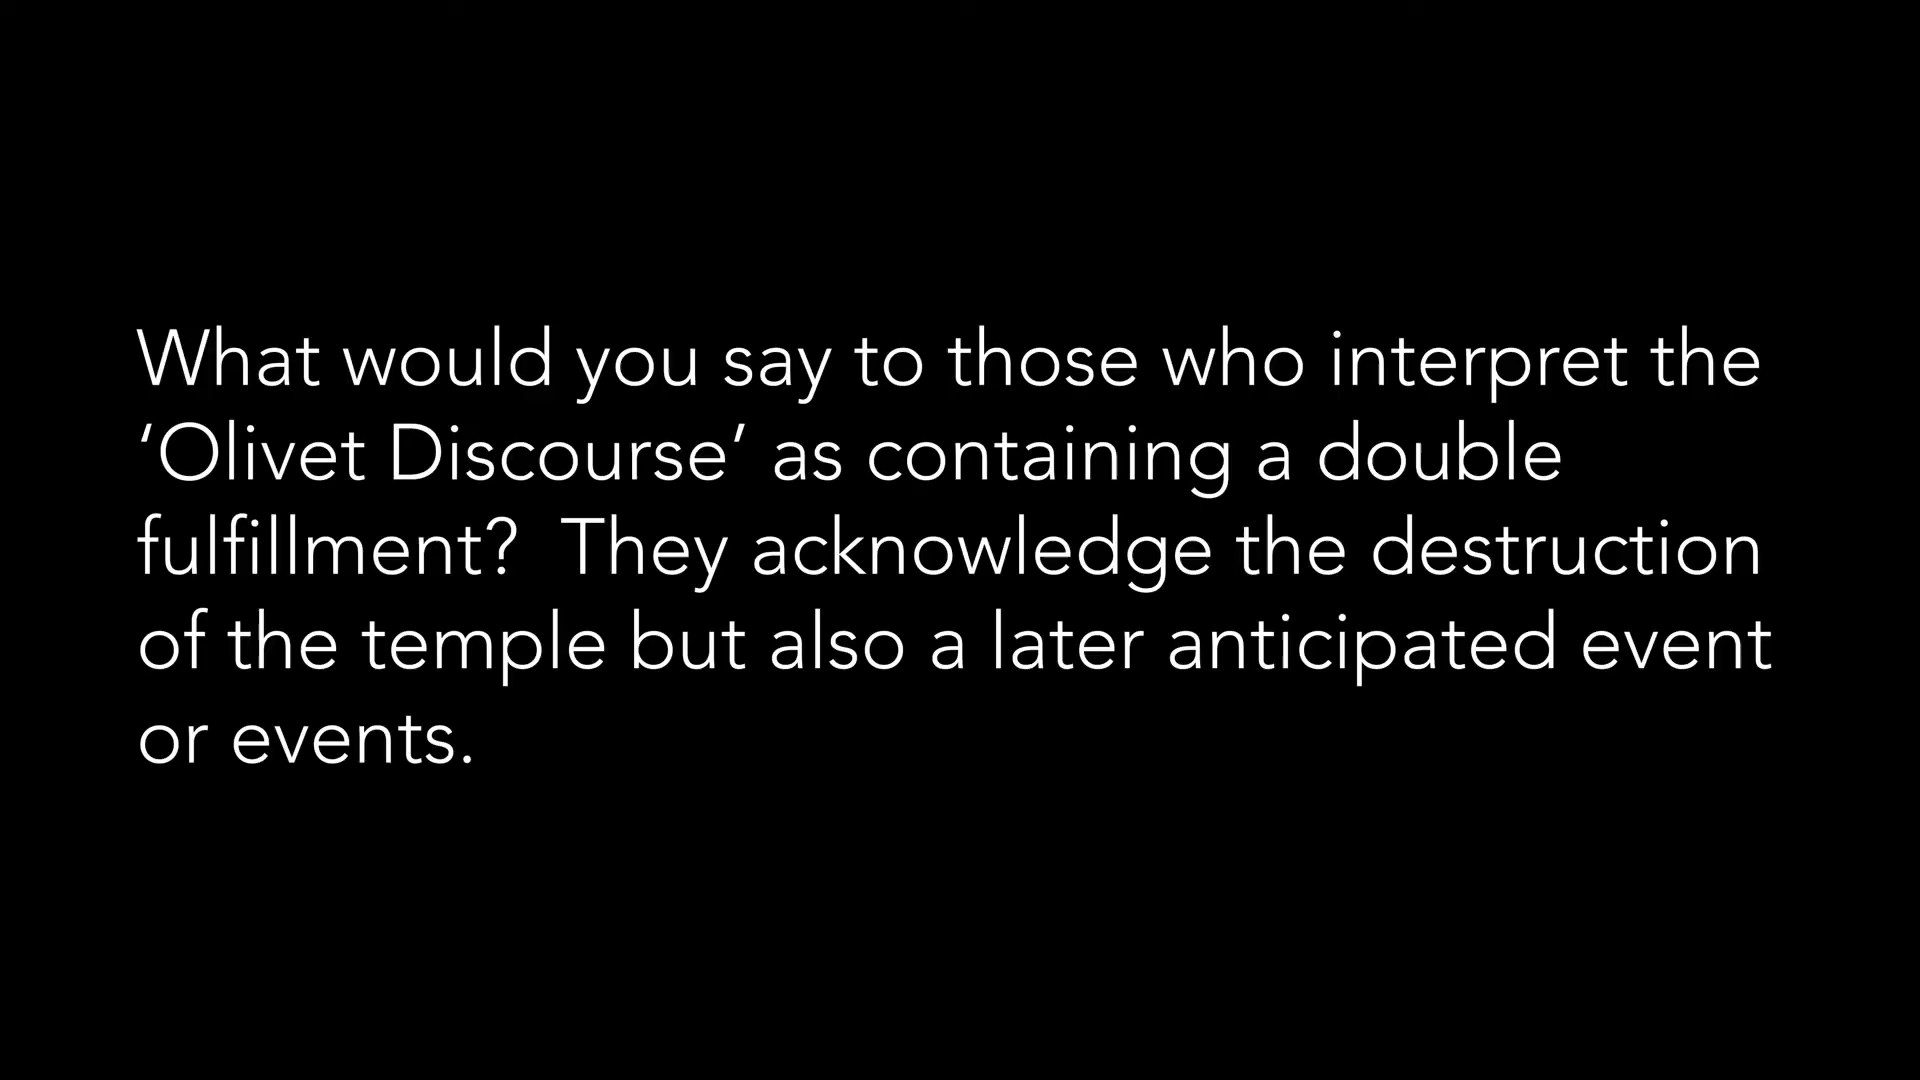 What would you say to those who interpret the
‘Olivet Discourse’ as containing a double
fulfillment?  They acknowledge the destruction
of the temple but also a later anticipated event
or events.